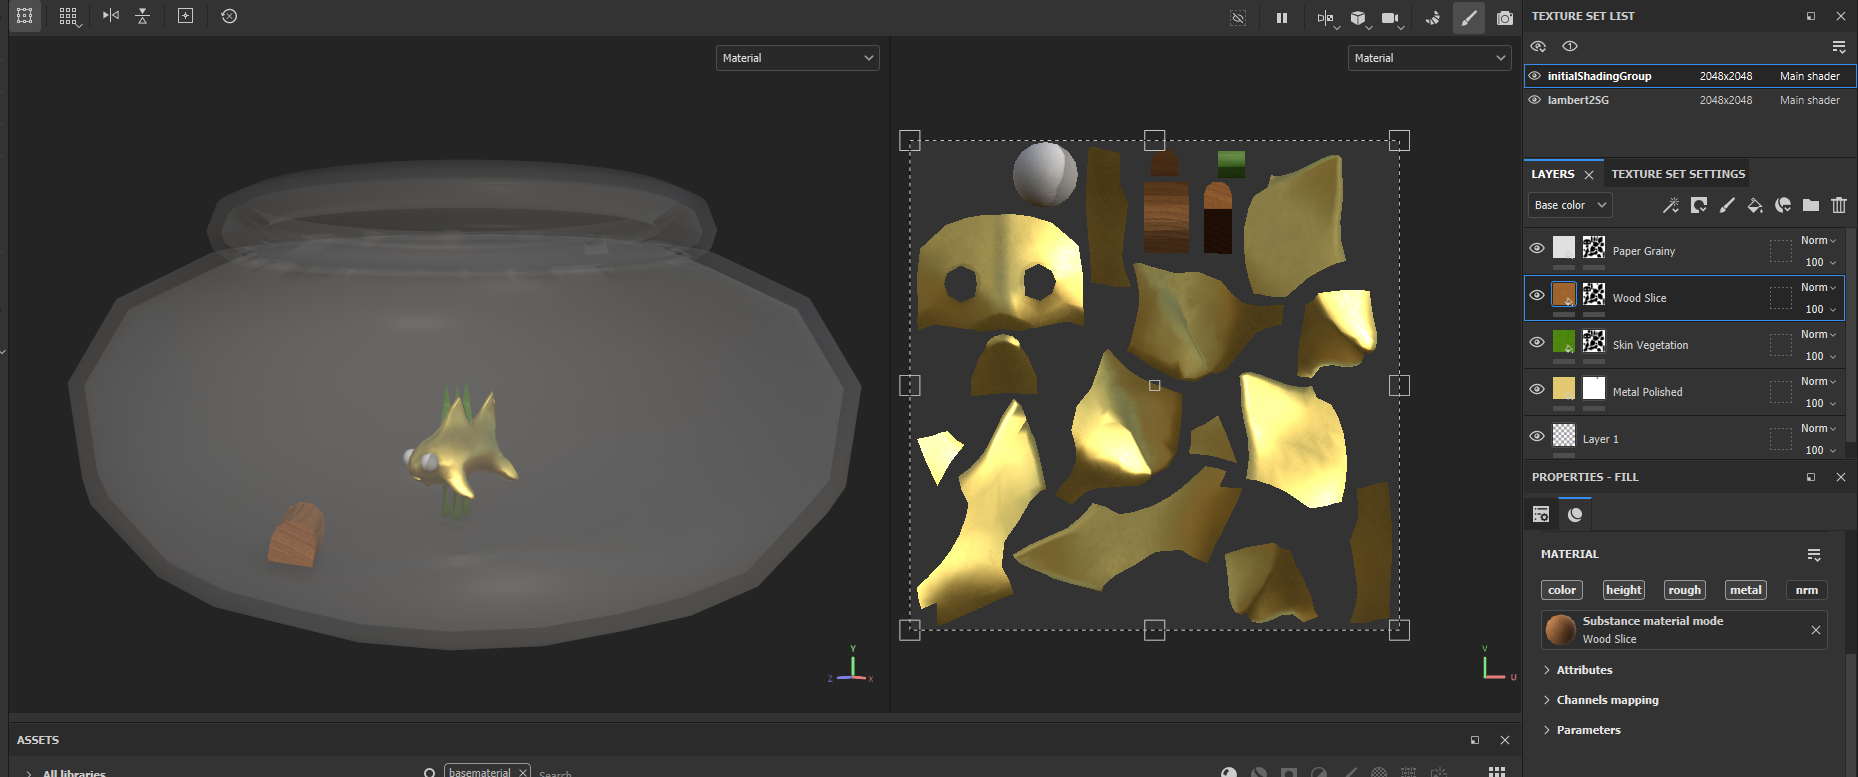 Material
Material
TEXTURE SET LIST
initialShadingGroup 2048x2048 Main shader
lambert2SG 2048x2048 Main shader
LAYERS TEXTURE SET SETTINGS
Base color
Paper Grainy Norm 100
Wood Slice Norm 100
Skin Vegetation Norm 100
Metal Polished Norm 100
Layer 1 Norm 100
PROPERTIES - FILL
MATERIAL
color height rough metal nrm
Substance material mode
Wood Slice
Attributes
Channels mapping
Parameters
Y
Z X
V
U
ASSETS
All libraries basematerial Search